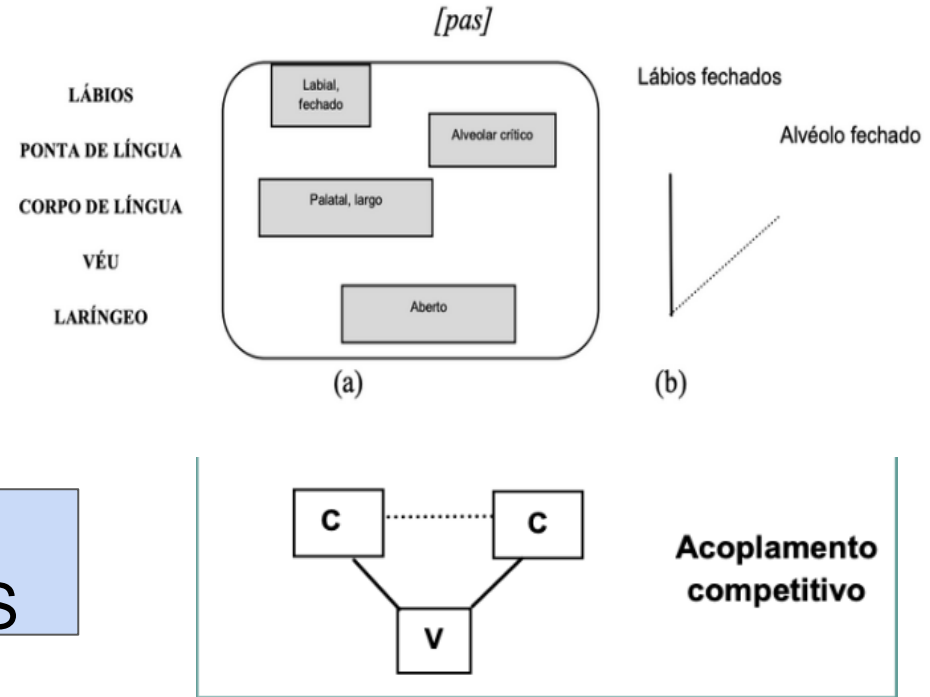 [pas]
LÁBIOS
PONTA DE LÍNGUA
CORPO DE LÍNGUA
VÉU
LARÍNGEO
Labial,
fechado
Alveolar crítico
Palatal, largo
Aberto
(a)
Lábios fechados
Alvéolo fechado
(b)
S
C
C
V
Acoplamento
competitivo